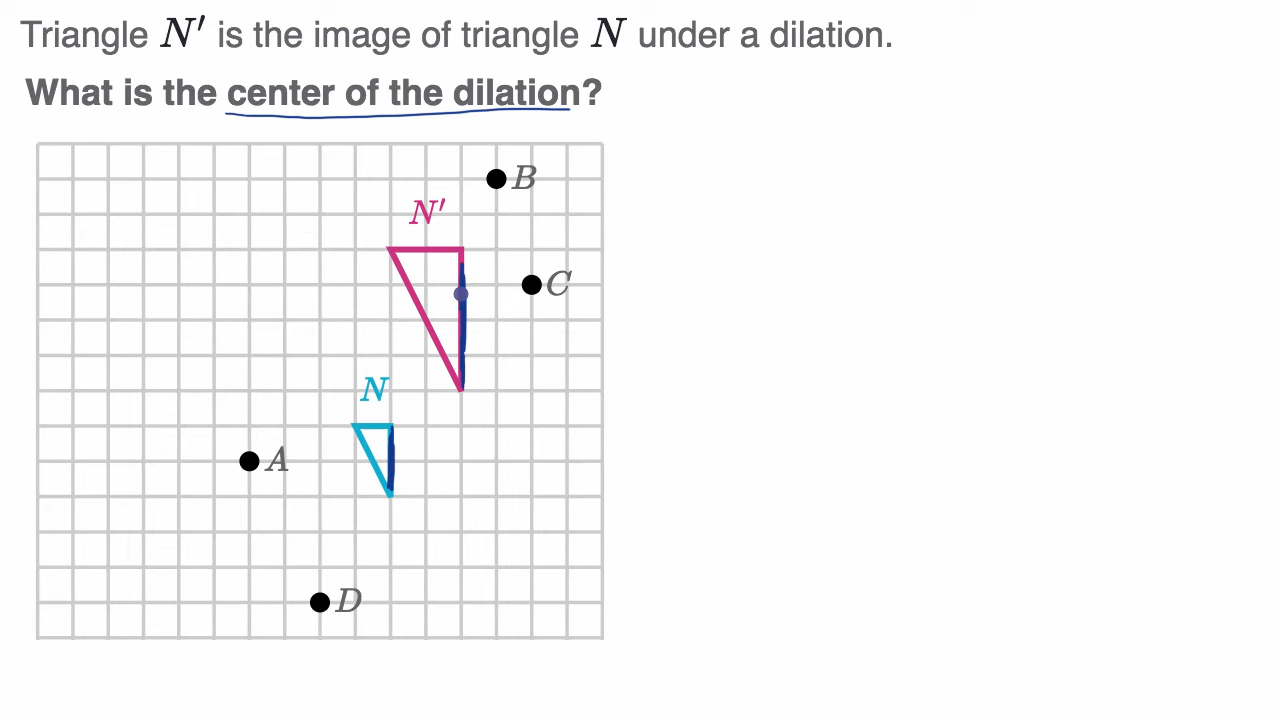 Triangle N′ is the image of triangle N under a dilation.
What is the center of the dilation?
B
N′
C
N
A
D